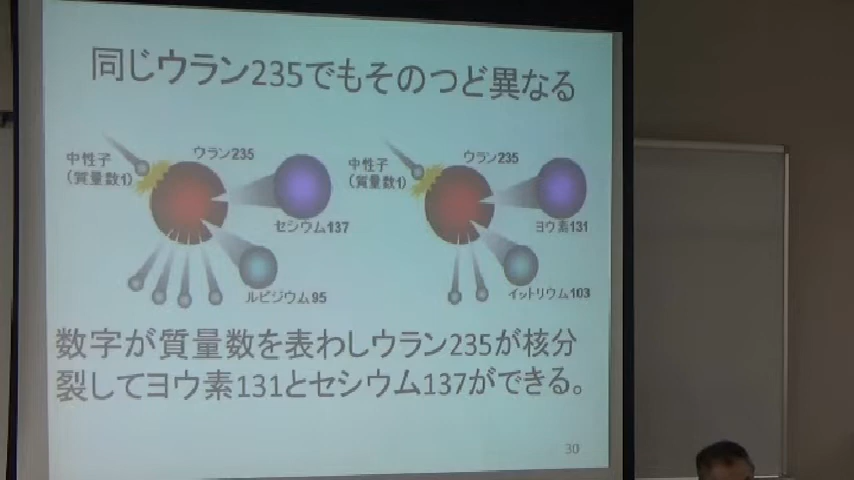 同じウラン235でもそのつど異なる
中性子
(質量数1)
ウラン235
セシウム137
ルビジウム95
中性子
(質量数1)
ウラン235
ヨウ素131
イットリウム103
数字が質量数を表わしウラン235が核分
裂してヨウ素131とセシウム137ができる。
30